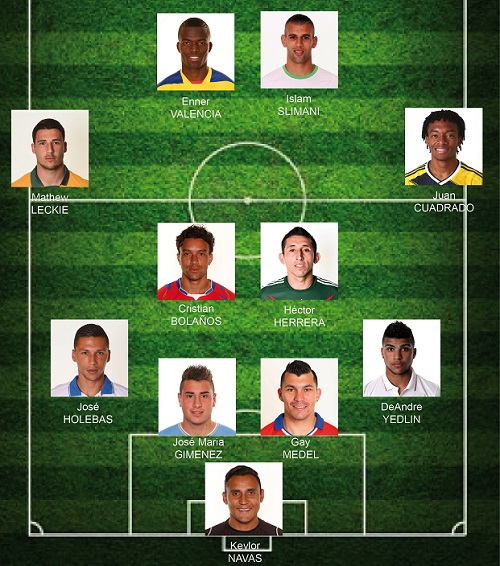 Enner
VALENCIA
Islam
SLIMANI
Mathew
LECKIE
Juan
CUADRADO
Cristian
BOLAÑOS
Héctor
HERRERA
José
HOLEBAS
José María
GIMENEZ
Gay
MEDEL
DeAndre
YEDLIN
Keylor
NAVAS